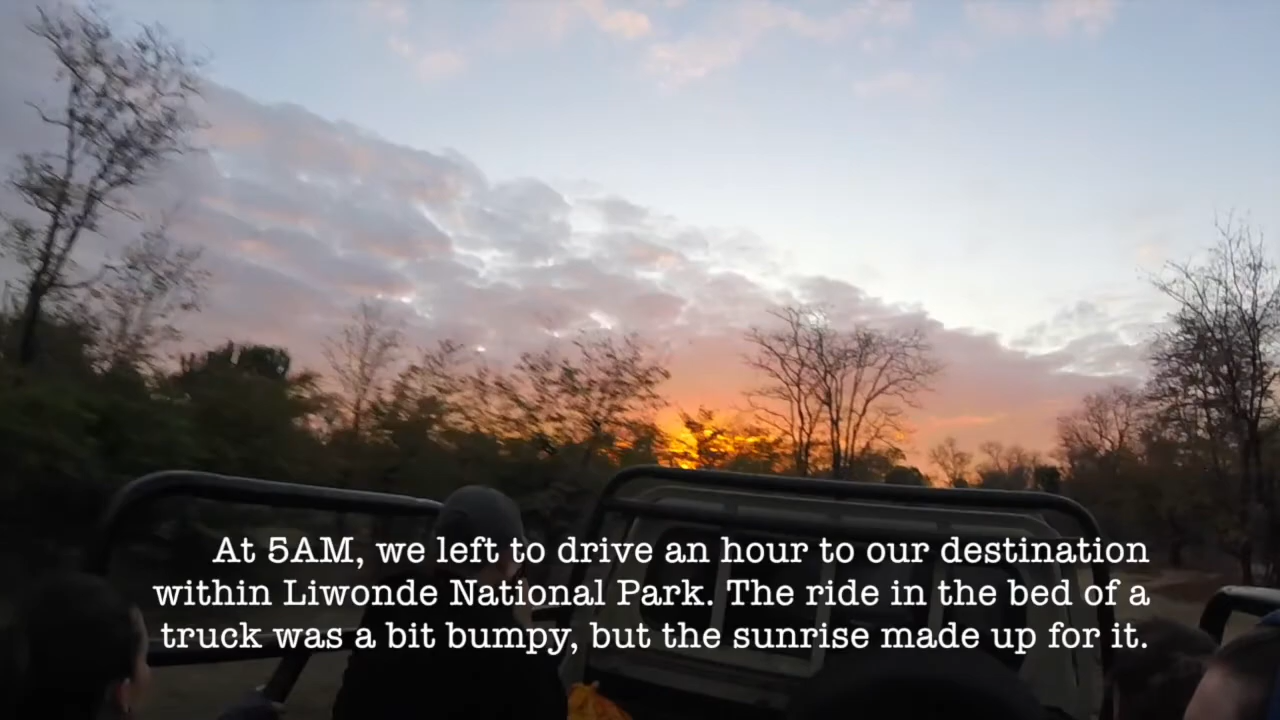 At 5AM, we left to drive an hour to our destination
within Liwonde National Park. The ride in the bed of a
truck was a bit bumpy, but the sunrise made up for it.